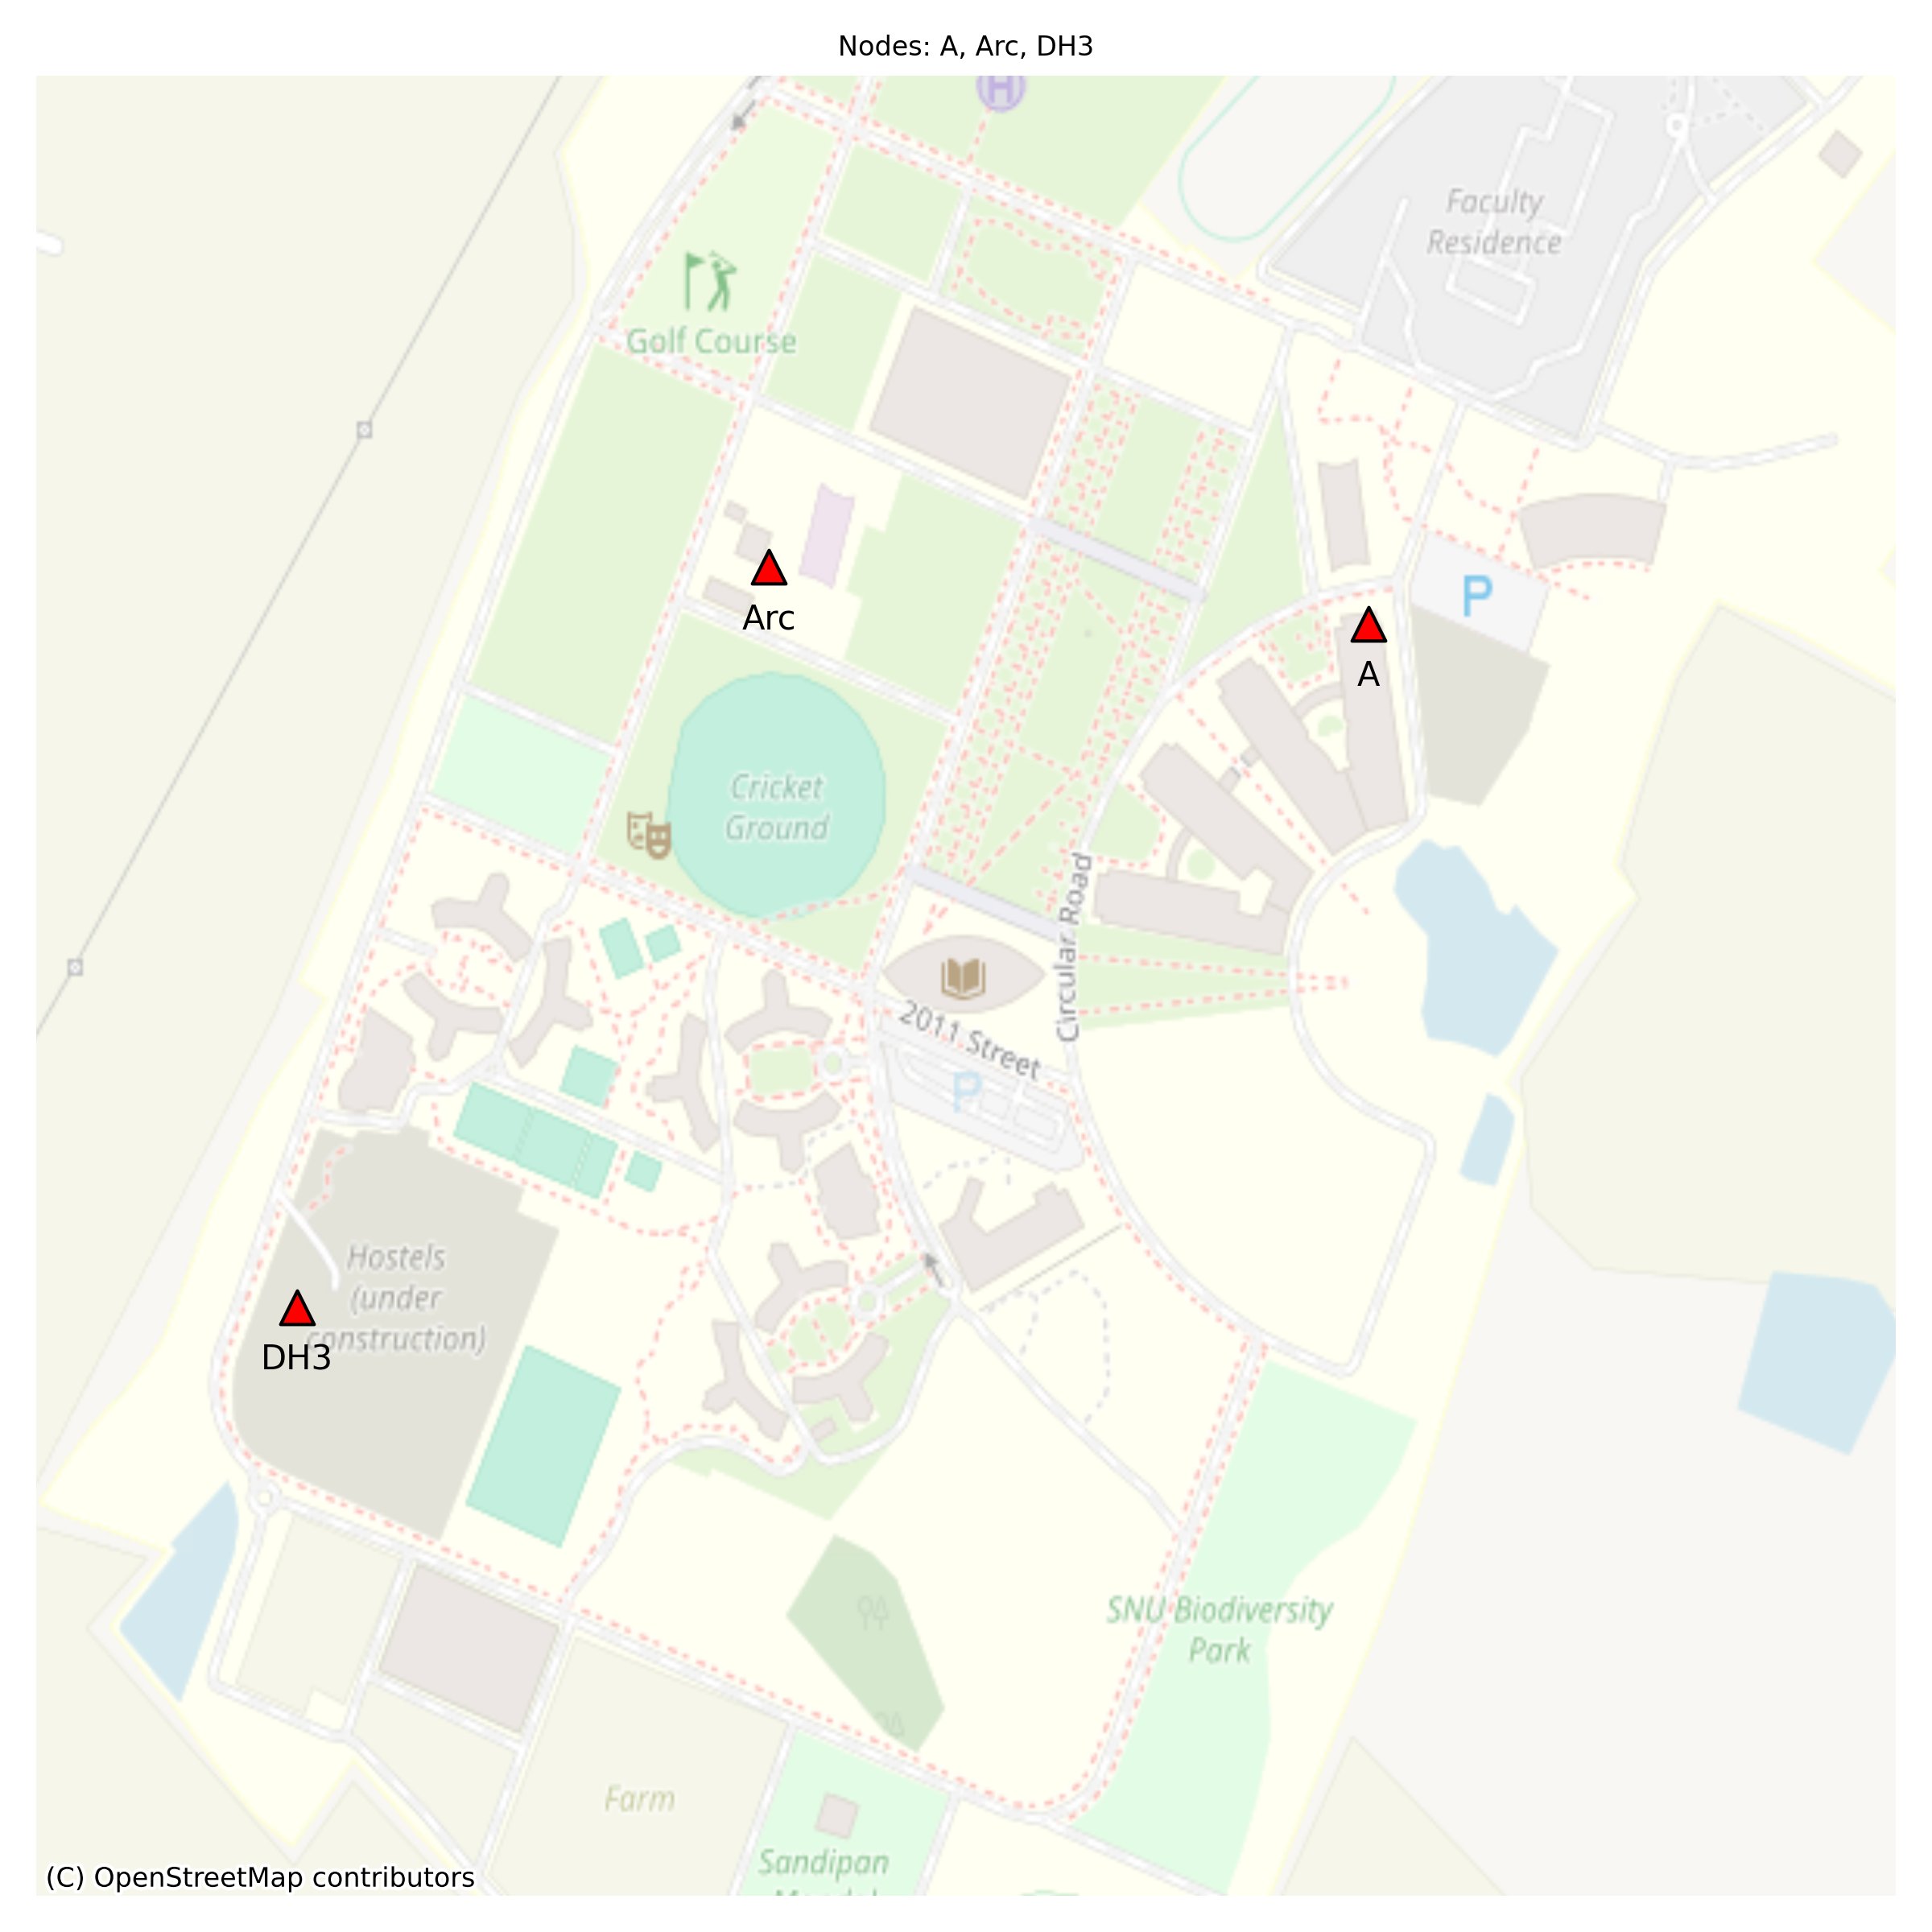 Nodes: A, Arc, DH3
H
Faculty
Residence
Golf Course
Arc
P
A
Cricket
Ground
Circular Road
2011 Street
P
Hostels
(under
construction)
DH3
SNU Biodiversity
Park
Farm
Sandipan
(C) OpenStreetMap contributors